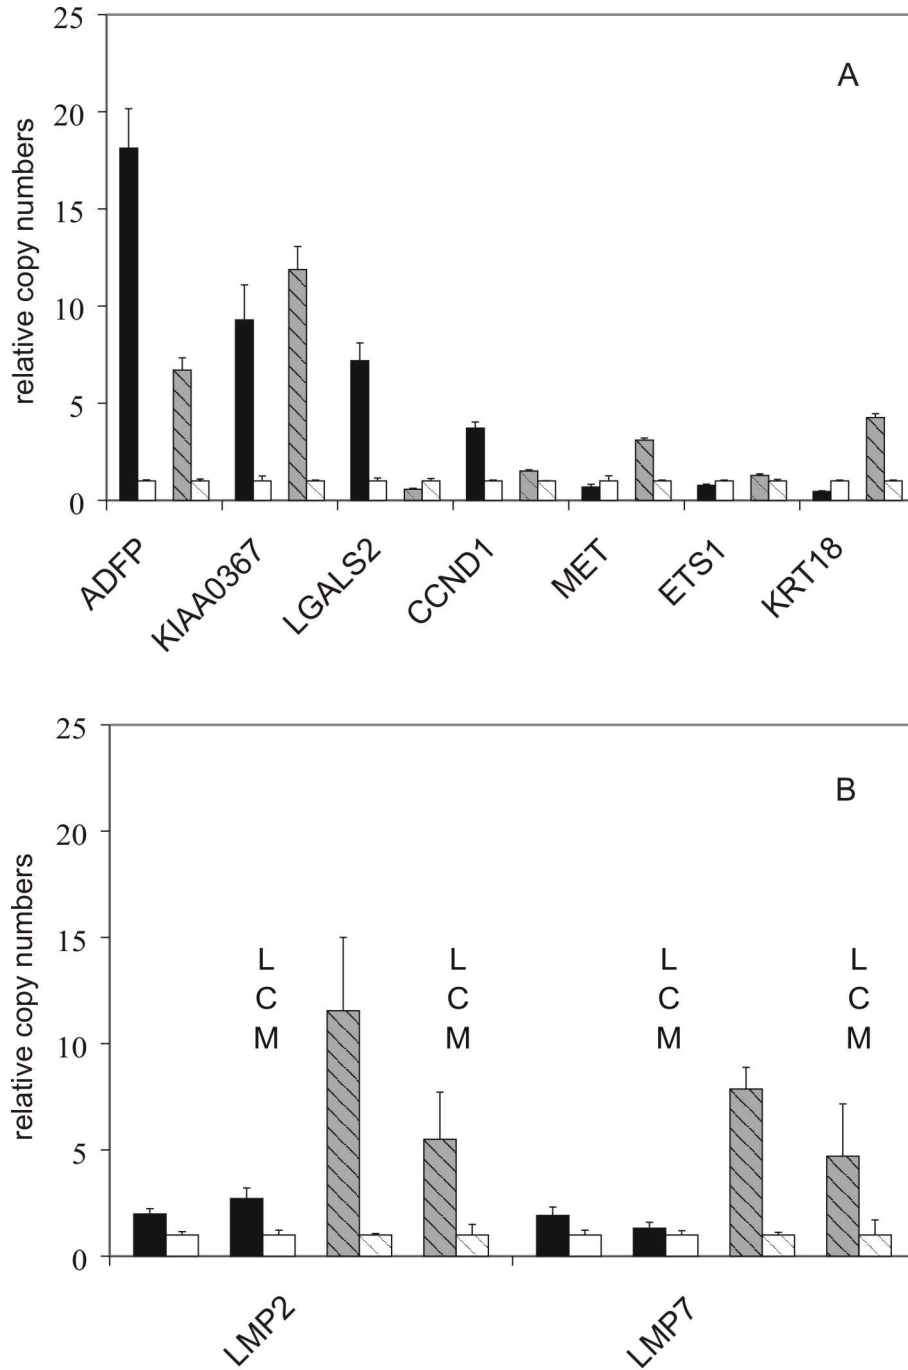 25
A
20
15
10
5
0
relative copy numbers
ADFP
KIAA0367
LGALS2
CCND1
MET
ETS1
KRT18
25
B
20
15
10
5
0
relative copy numbers
L
C
M
L
C
M
L
C
M
L
C
M
LMP2
LMP7